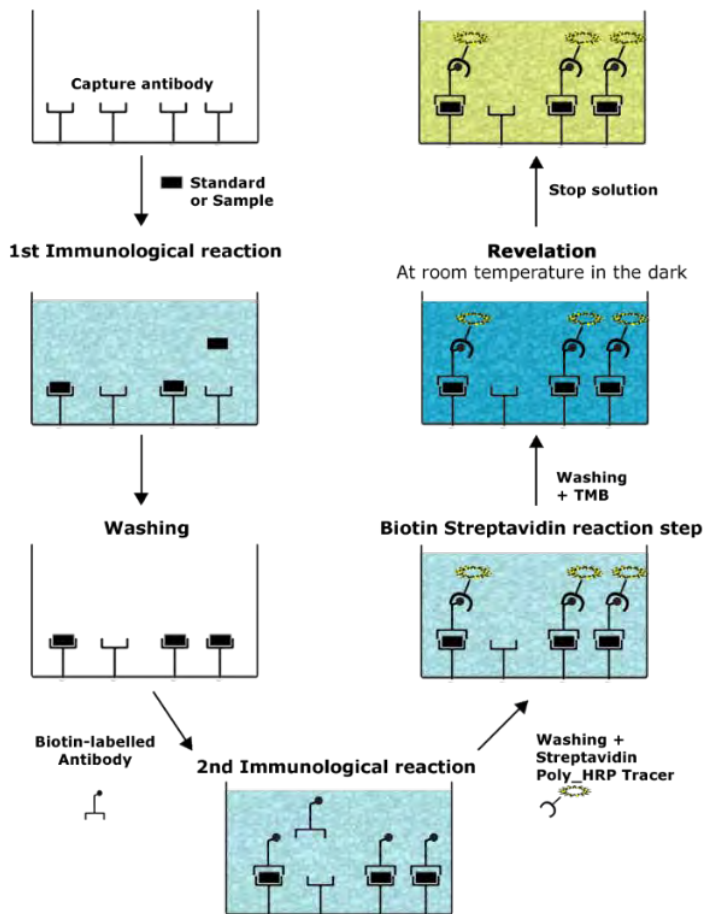 Capture antibody
Standard
or Sample
1st Immunological reaction
Washing
Biotin-labelled
Antibody
2nd Immunological reaction
Washing +
Streptavidin
Poly_HRP Tracer
Biotin Streptavidin reaction step
Washing
+ TMB
Revelation
At room temperature in the dark
Stop solution